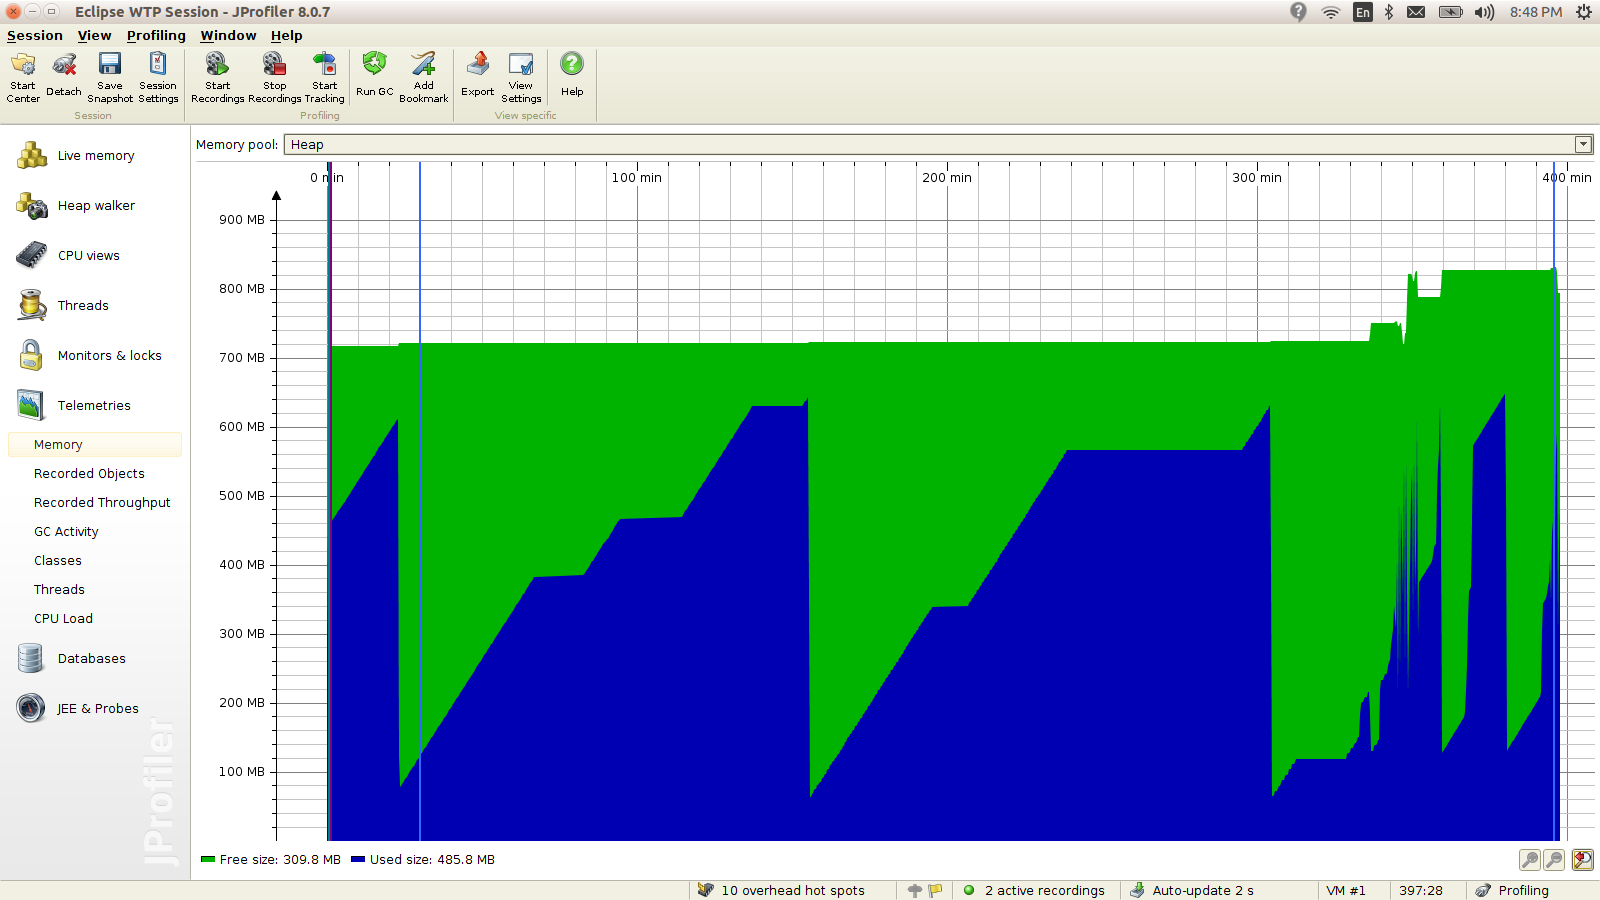 Eclipse WTP Session - JProfiler 8.0.7
En
8:48 PM
Session View Profiling Window Help
Start Center
Detach
Save Snapshot
Session Settings
Start Recordings
Stop Recordings
Start Tracking
Run GC
Add Bookmark
Export
View Settings
Help
Session
Profiling
View specific
Live memory
Heap walker
CPU views
Threads
Monitors & locks
Telemetries
Memory
Recorded Objects
Recorded Throughput
GC Activity
Classes
Threads
CPU Load
Databases
JEE & Probes
JProfiler
Memory pool: Heap
0 min 100 min 200 min 300 min 400 min
900 MB
800 MB
700 MB
600 MB
500 MB
400 MB
300 MB
200 MB
100 MB
Free size: 309.8 MB Used size: 485.8 MB
10 overhead hot spots
2 active recordings
Auto-update 2 s
VM #1
397:28
Profiling